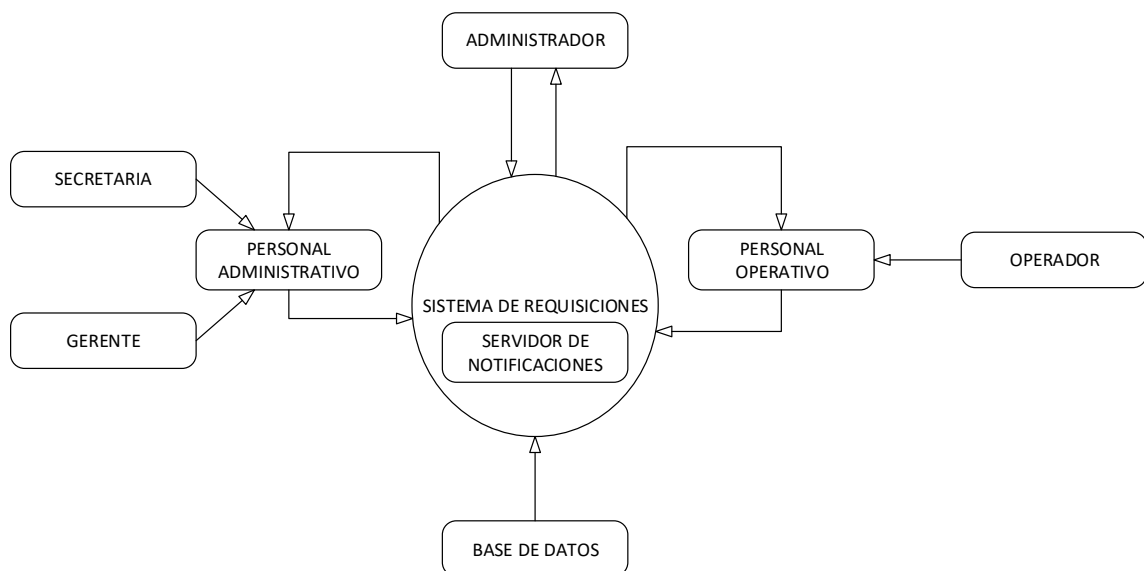 ADMINISTRADOR
SECRETARIA
PERSONAL
ADMINISTRATIVO
GERENTE
SISTEMA DE REQUISICIONES
SERVIDOR DE
NOTIFICACIONES
PERSONAL
OPERATIVO
OPERADOR
BASE DE DATOS